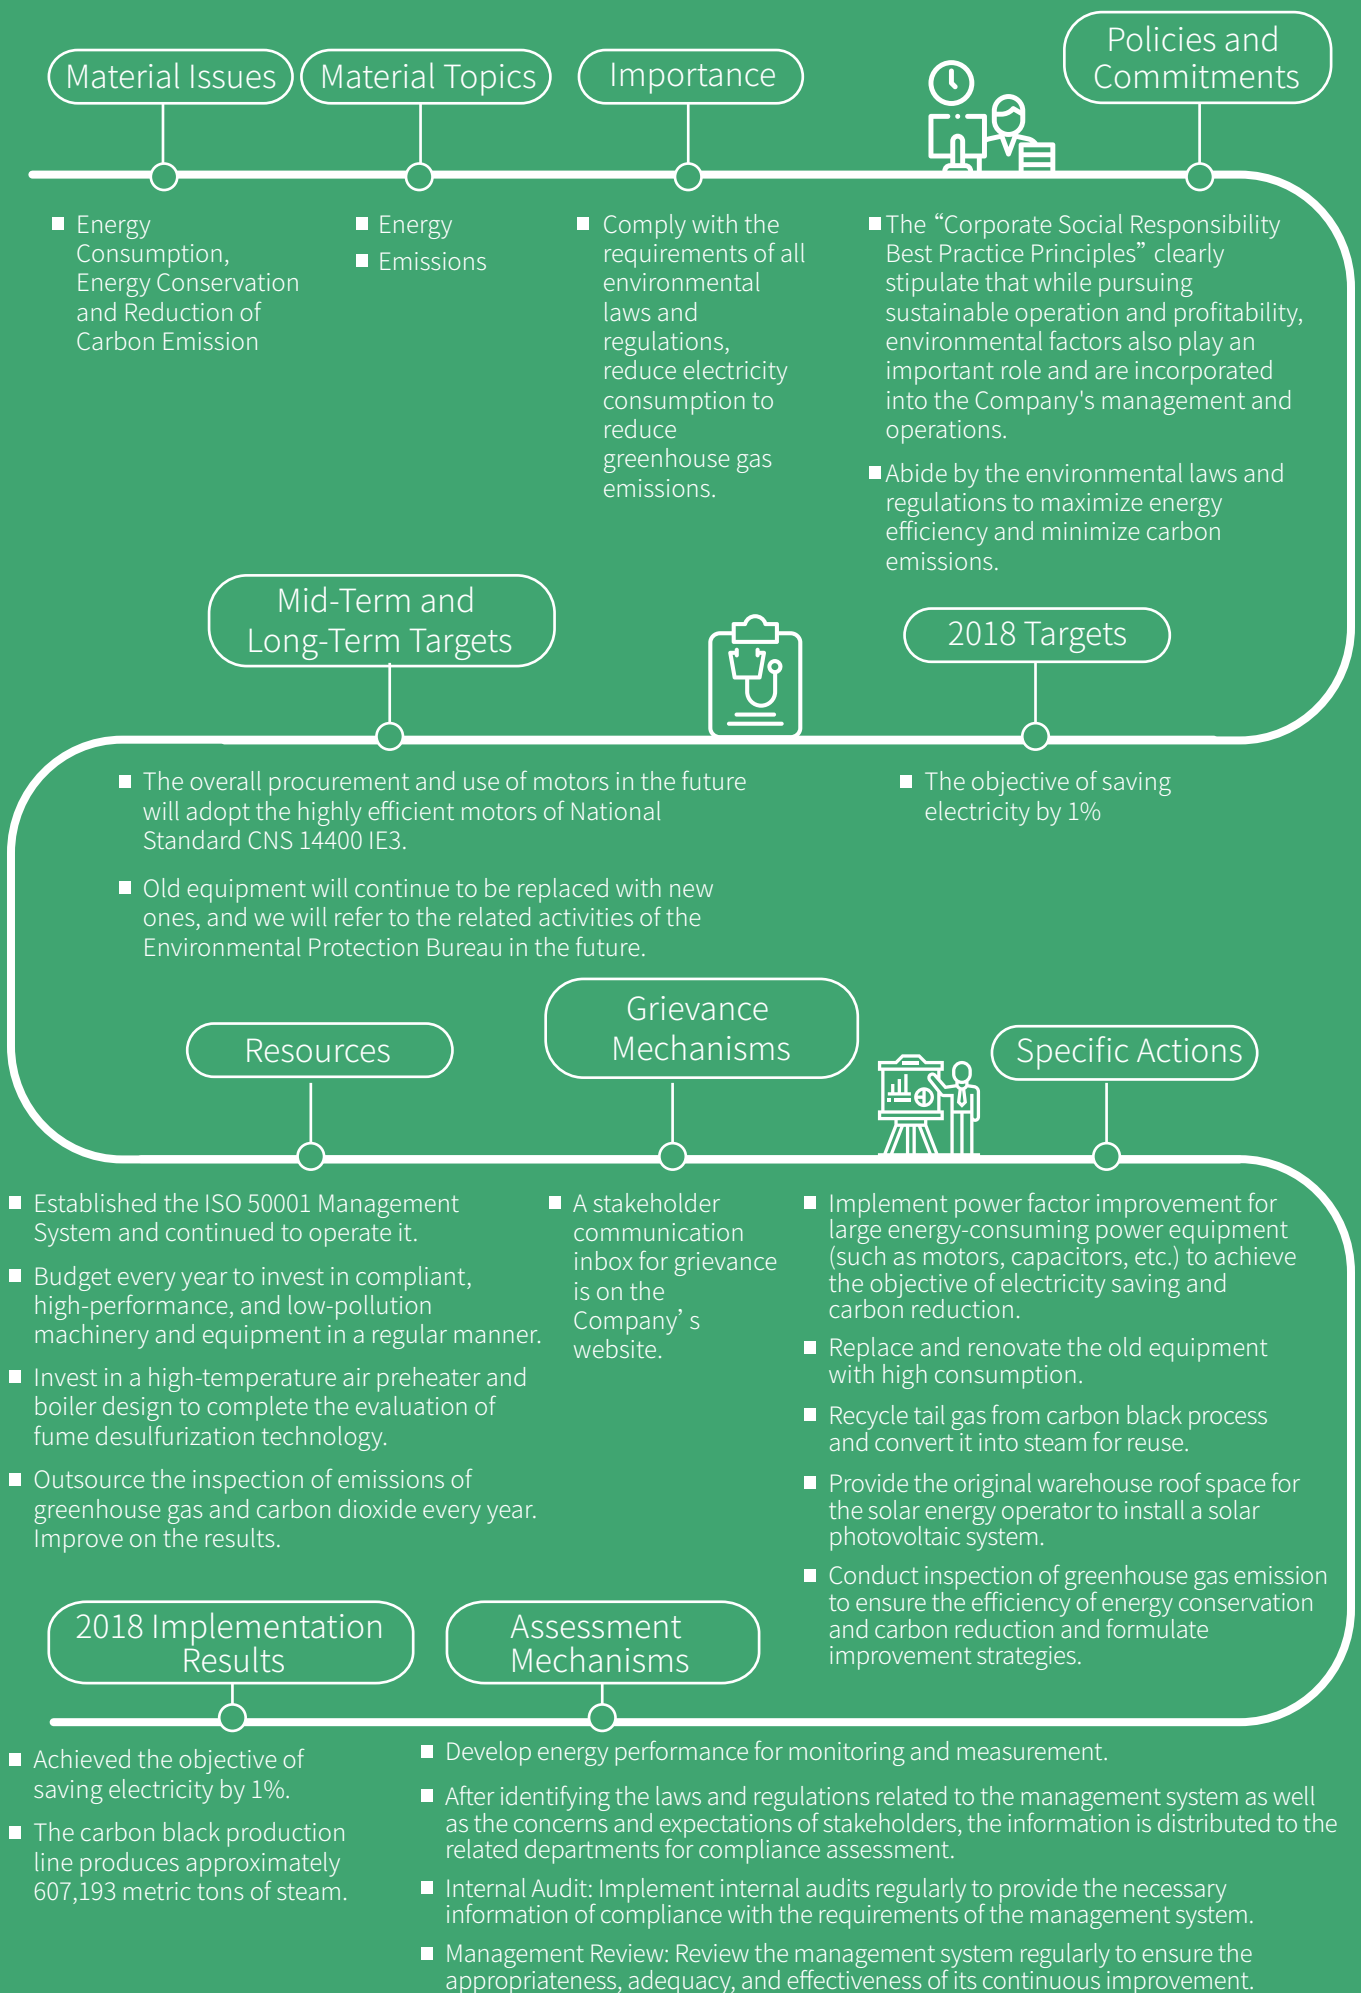 Material Issues
Energy
Consumption,
Energy Conservation
and Reduction of
Carbon Emission
Material Topics
Energy
Emissions
Importance
Comply with the
requirements of all
environmental
laws and
regulations,
reduce electricity
consumption to
reduce
greenhouse gas
emissions.
Policies and
Commitments
The “Corporate Social Responsibility
Best Practice Principles” clearly
stipulate that while pursuing
sustainable operation and profitability,
environmental factors also play an
important role and are incorporated
into the Company's management and
operations.
Abide by the environmental laws and
regulations to maximize energy
efficiency and minimize carbon
emissions.
2018 Targets
The objective of saving
electricity by 1%
Mid-Term and
Long-Term Targets
The overall procurement and use of motors in the future
will adopt the highly efficient motors of National
Standard CNS 14400 IE3.
Old equipment will continue to be replaced with new
ones, and we will refer to the related activities of the
Environmental Protection Bureau in the future.
Resources
Established the ISO 50001 Management
System and continued to operate it.
Budget every year to invest in compliant,
high-performance, and low-pollution
machinery and equipment in a regular manner.
Invest in a high-temperature air preheater and
boiler design to complete the evaluation of
fume desulfurization technology.
Outsource the inspection of emissions of
greenhouse gas and carbon dioxide every year.
Improve on the results.
Grievance
Mechanisms
A stakeholder
communication
inbox for grievance
is on the
Company’s
website.
Specific Actions
Implement power factor improvement for
large energy-consuming power equipment
(such as motors, capacitors, etc.) to achieve
the objective of electricity saving and
carbon reduction.
Replace and renovate the old equipment
with high consumption.
Recycle tail gas from carbon black process
and convert it into steam for reuse.
Provide the original warehouse roof space for
the solar energy operator to install a solar
photovoltaic system.
Conduct inspection of greenhouse gas emission
to ensure the efficiency of energy conservation
and carbon reduction and formulate
improvement strategies.
2018 Implementation
Results
Achieved the objective of
saving electricity by 1%.
The carbon black production
line produces approximately
607,193 metric tons of steam.
Assessment
Mechanisms
Develop energy performance for monitoring and measurement.
After identifying the laws and regulations related to the management system as well
as the concerns and expectations of stakeholders, the information is distributed to the
related departments for compliance assessment.
Internal Audit: Implement internal audits regularly to provide the necessary
information of compliance with the requirements of the management system.
Management Review: Review the management system regularly to ensure the
appropriateness, adequacy, and effectiveness of its continuous improvement.